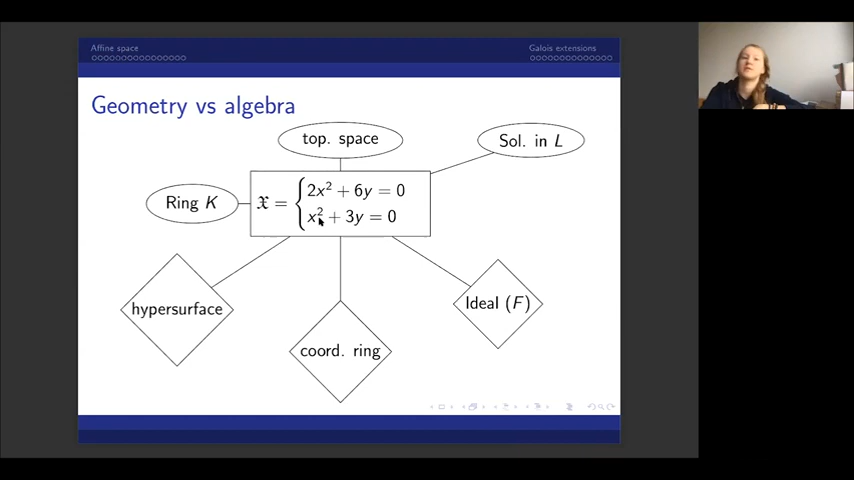 Affine space
Galois extensions
Geometry vs algebra
top. space
Sol. in L
Ring K
𝔛 = { 2x² + 6y = 0
x² + 3y = 0
hypersurface
coord. ring
Ideal (F)